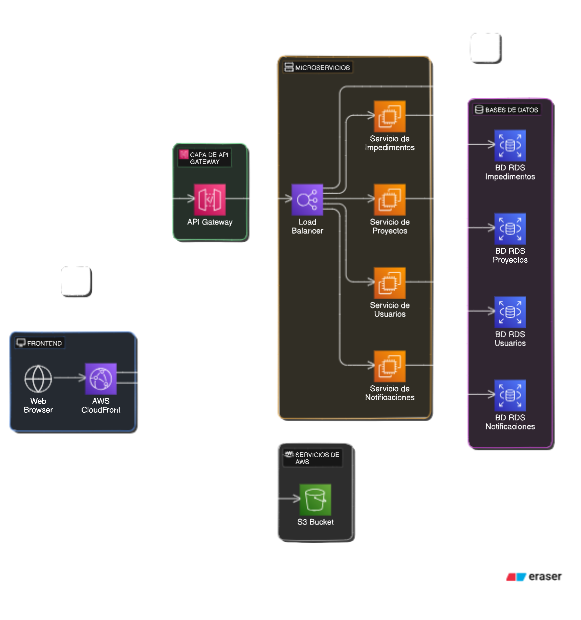 MICROSERVICIOS
Servicio de
Impedimentos
Load
Balancer
Servicio de
Proyectos
Servicio de
Usuarios
Servicio de
Notificaciones
BASES DE DATOS
BD RDS
Impedimentos
BD RDS
Proyectos
BD RDS
Usuarios
BD RDS
Notificaciones
CAPA DE API
GATEWAY
API Gateway
FRONTEND
Web
Browser
AWS
CloudFront
SERVICIOS DE
AWS
S3 Bucket
eraser